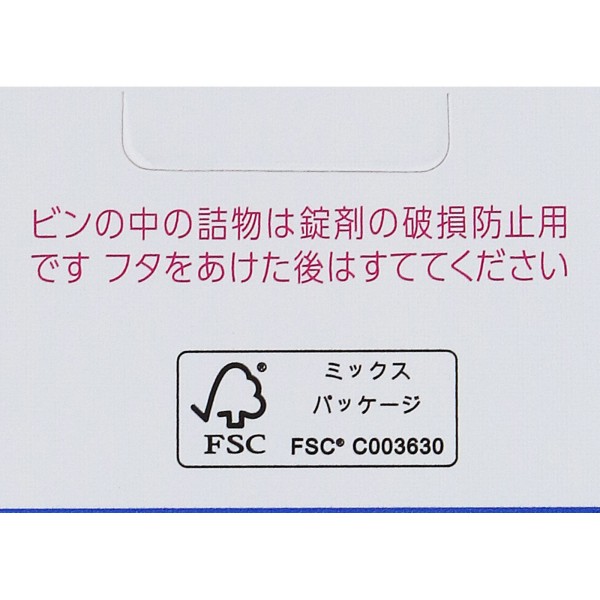 ビンの中の詰物は錠剤の破損防止用
です フタをあけた後はすててください
FSC
ミックス
パッケージ
FSC® C003630